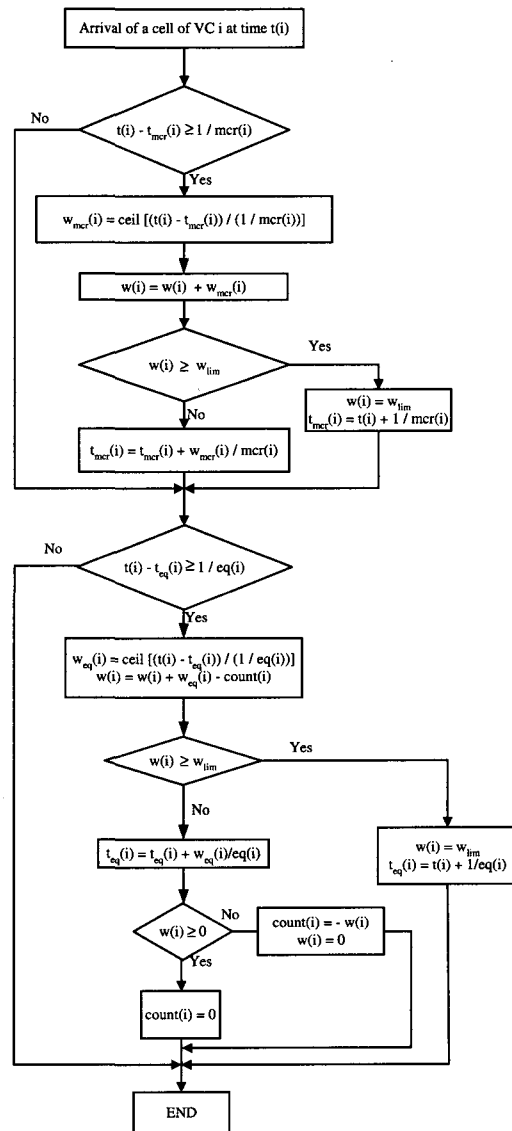 Arrival of a cell of VC i at time t(i)
No
t(i) - t_mcr(i) ≥ 1 / mcr(i)
Yes
w_mcr(i) = ceil [(t(i) - t_mcr(i)) / (1 / mcr(i))]
w(i) = w(i) + w_mcr(i)
w(i) ≥ w_lim
Yes
w(i) = w_lim
t_mcr(i) = t(i) + 1 / mcr(i)
No
t_mcr(i) = t_mcr(i) + w_mcr(i) / mcr(i)
No
t(i) - t_eq(i) ≥ 1 / eq(i)
Yes
w_eq(i) = ceil [(t(i) - t_eq(i)) / (1 / eq(i))]
w(i) = w(i) + w_eq(i) - count(i)
w(i) ≥ w_lim
Yes
No
w(i) = w_lim
t_eq(i) = t(i) + 1/eq(i)
t_eq(i) = t_eq(i) + w_eq(i)/eq(i)
w(i) ≥ 0
No
count(i) = - w(i)
w(i) = 0
Yes
count(i) = 0
END